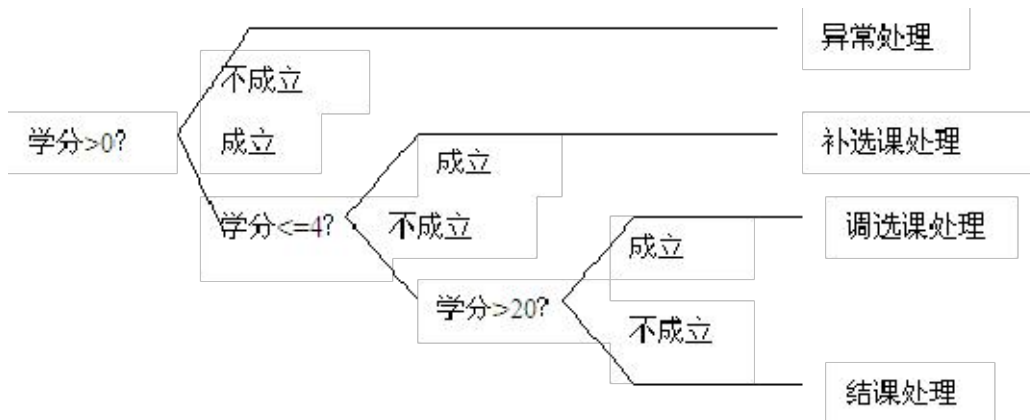 异常处理
不成立
学分>0?
成立
补选课处理
成立
学分<=4?
不成立
调选课处理
成立
学分>20?
不成立
结课处理